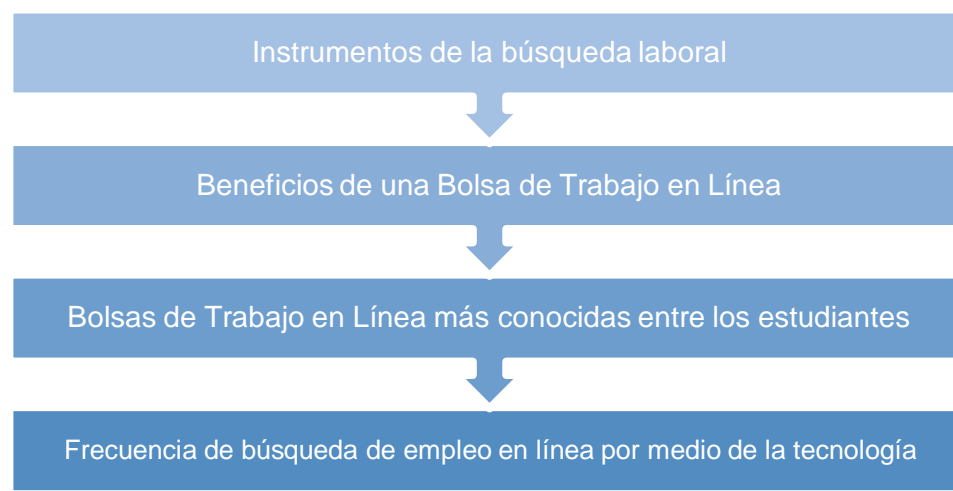 Instrumentos de la búsqueda laboral
Beneficios de una Bolsa de Trabajo en Línea
Bolsas de Trabajo en Línea más conocidas entre los estudiantes
Frecuencia de búsqueda de empleo en línea por medio de la tecnología